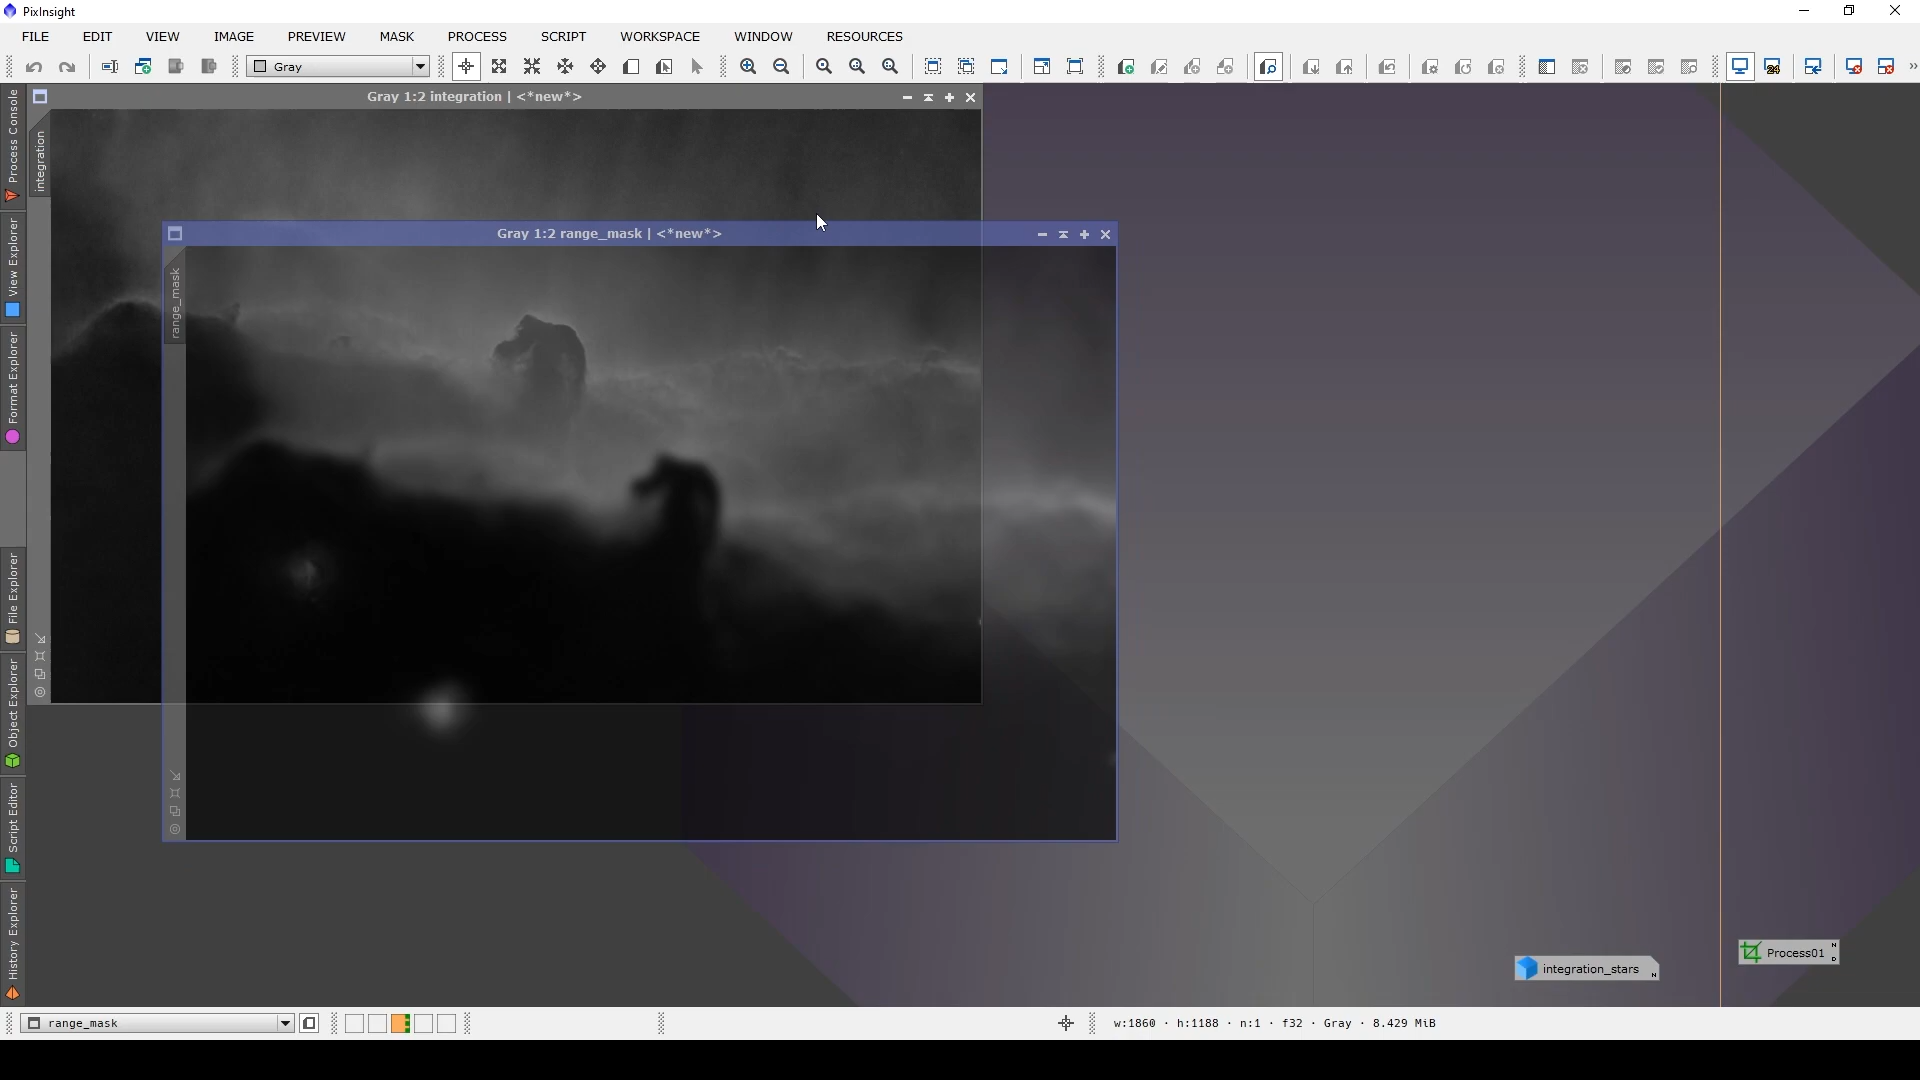 PixInsight
FILE EDIT VIEW IMAGE PREVIEW MASK PROCESS SCRIPT WORKSPACE WINDOW RESOURCES
Gray
24
Gray 1:2 integration | <*new*>
integration
Gray 1:2 range_mask | <*new*>
range_mask
Process Console
View Explorer
Format Explorer
File Explorer
Object Explorer
Script Editor
History Explorer
integration_stars
N
Process01
N
D
range_mask
w:1860 · h:1188 · n:1 · f32 · Gray · 8.429 MiB